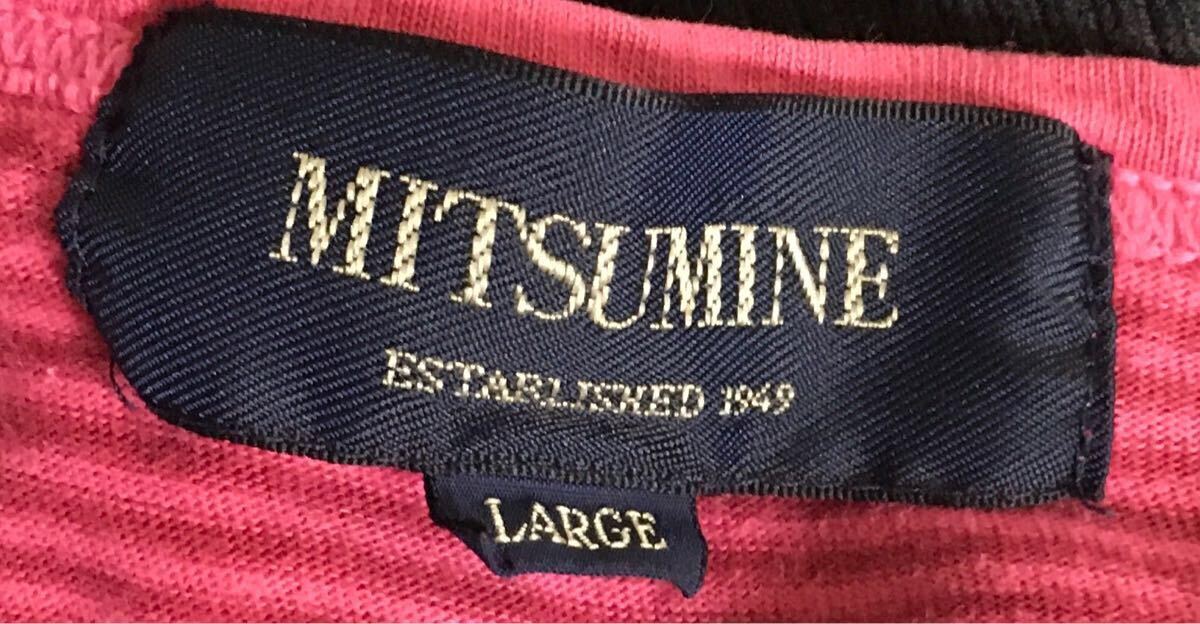 MITSUMINE
ESTABLISHED 1949
LARGE